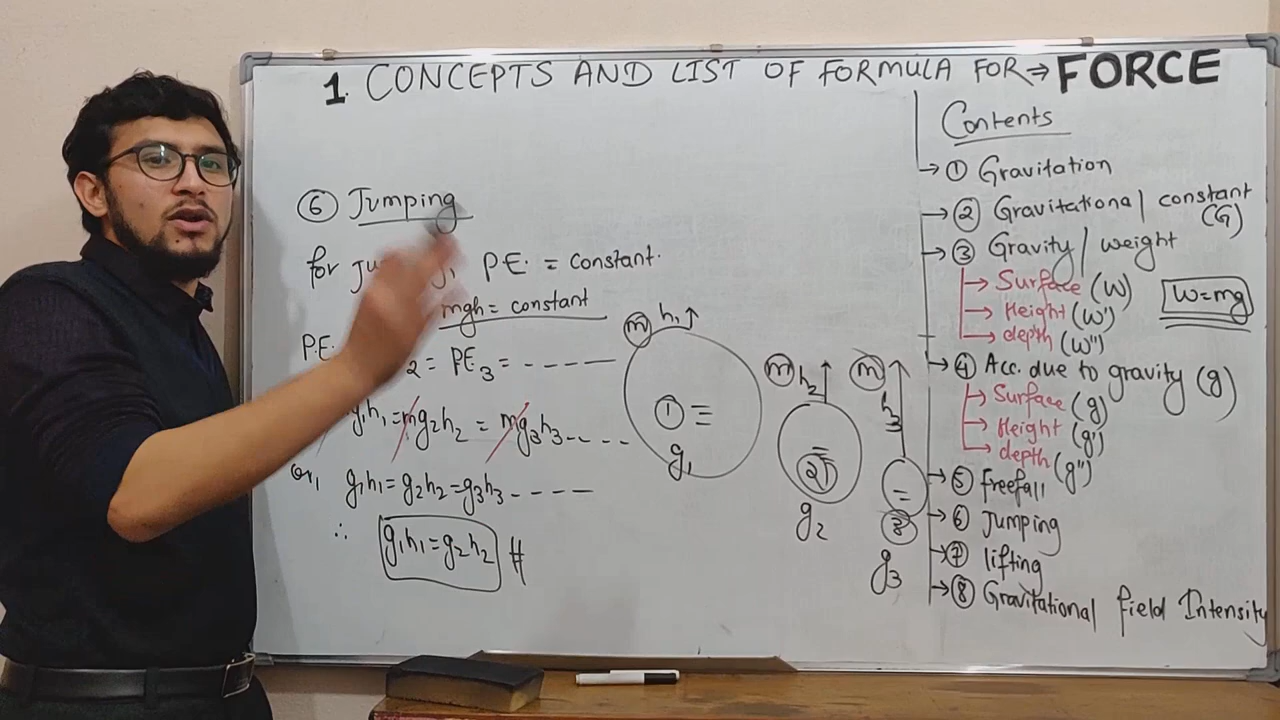 1. CONCEPTS AND LIST OF FORMULA FOR → FORCE
⑥ Jumping
for P.E. = constant.
mgh = constant
P.E. 2 = PE3 = - - - - -
g1h1 = mg2h2 = mg3h3 - - - -
or, g1h1 = g2h2 = g3h3 - - - -
∴ g1h1 = g2h2 #
m h1 ↑
① =
g1
m h2 ↑
= ②
g2
m h3 ↑
= ③
g3
Contents
→ ① Gravitation
→ ② Gravitational constant (G)
→ ③ Gravity / weight
→ Surface (W)
→ Height (W')
→ depth (W'')
W=mg
→ ④ Acc. due to gravity (g)
→ Surface (g)
→ Height (g')
→ depth (g'')
→ ⑤ freefall
→ ⑥ Jumping
→ ⑦ lifting
→ ⑧ Gravitational field Intensity